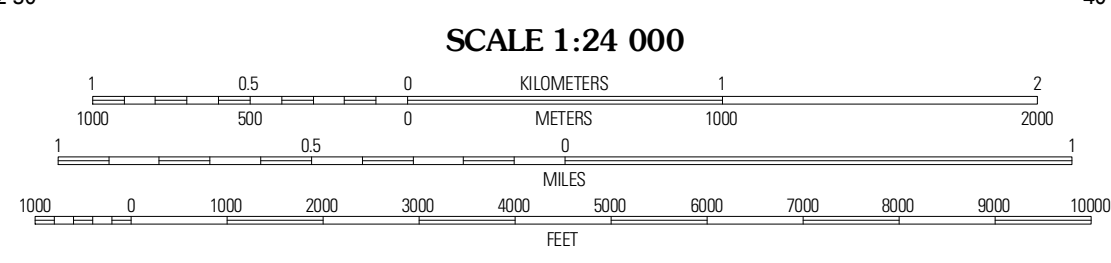 SCALE 1:24 000
1 0.5 0 KILOMETERS 1 2
1000 500 0 METERS 1000 2000
1 0.5 0 1
MILES
1000 0 1000 2000 3000 4000 5000 6000 7000 8000 9000 10000
FEET